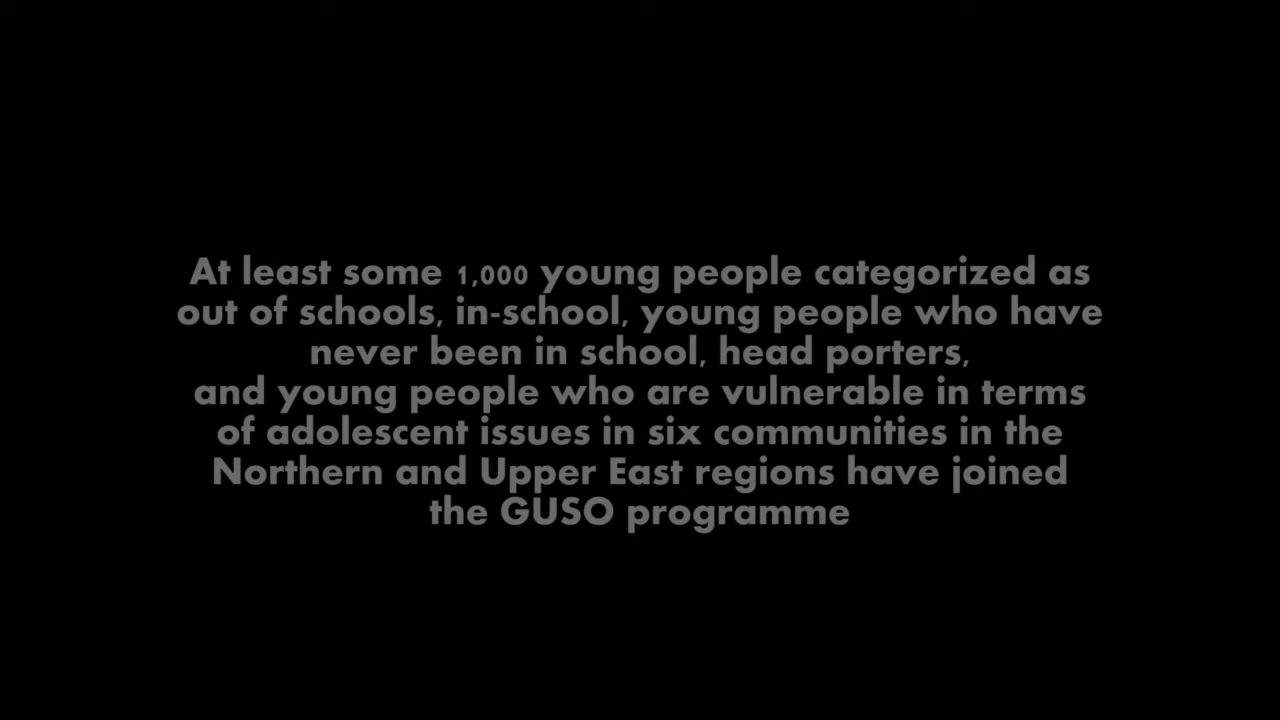 At least some 1,000 young people categorized as
out of schools, in-school, young people who have
never been in school, head porters,
and young people who are vulnerable in terms
of adolescent issues in six communities in the
Northern and Upper East regions have joined
the GUSO programme